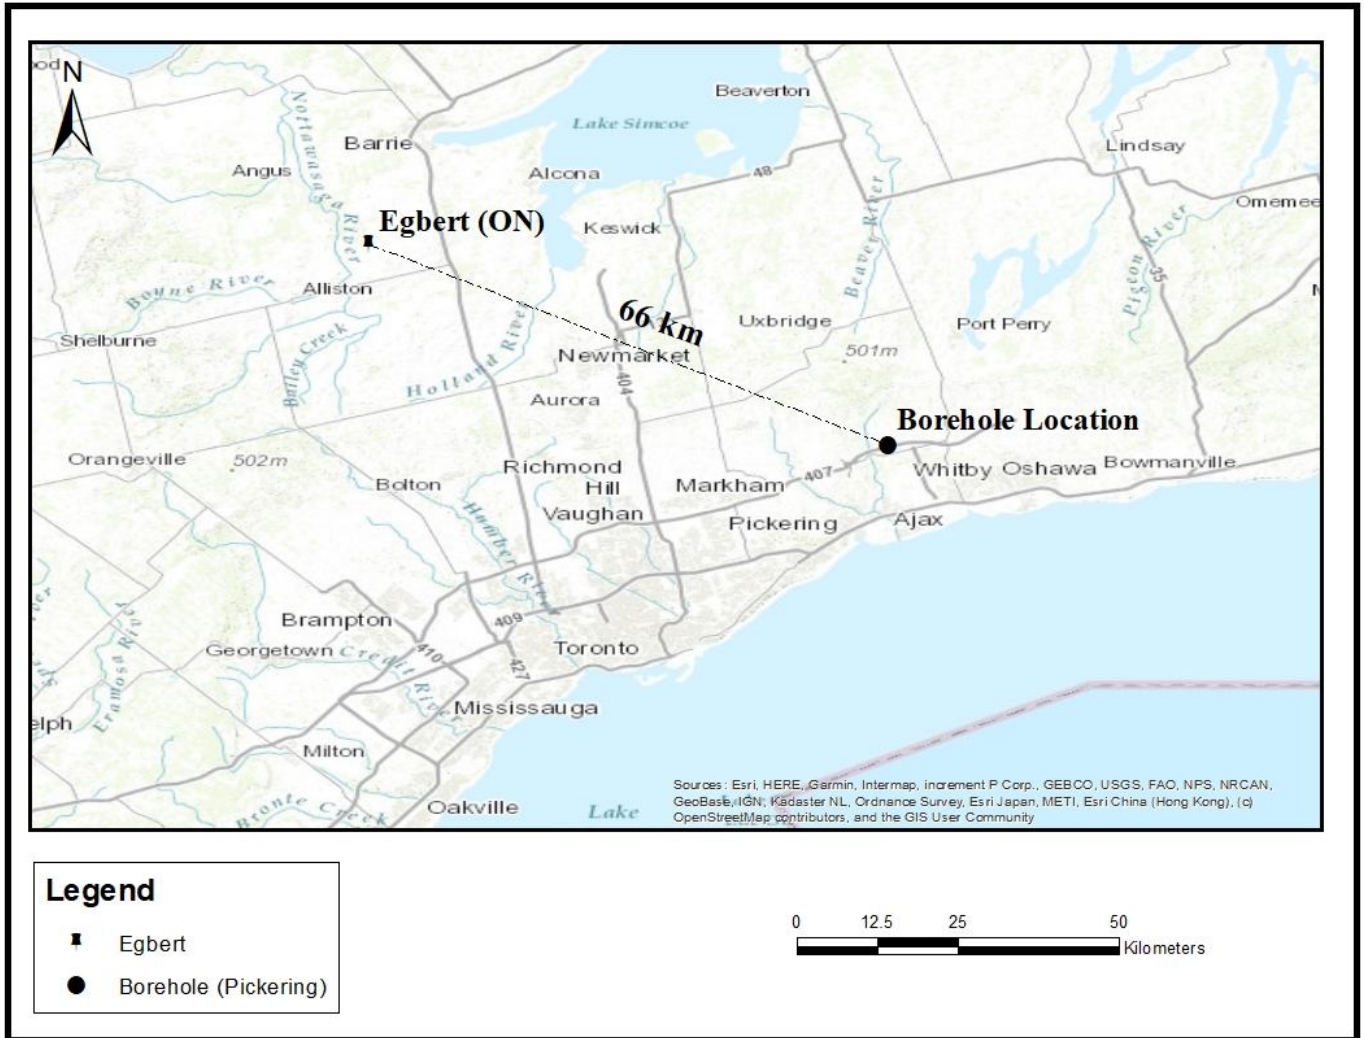 ood
N
Beaverton
Lake Simcoe
Nottawasaga River
Barrie
Lindsay
Angus
Alcona
48
Omemee
Egbert (ON)
Keswick
Beaver River
Pigeon River
35
Boyne River
Alliston
66 km
Uxbridge
Port Perry
Shelburne
Bailey Creek
Holland River
Newmarket
501m
404
Aurora
Borehole Location
Orangeville
502m
Richmond
Hill
Bolton
Markham
407
Whitby
Oshawa
Bowmanville
Vaughan
Pickering
Ajax
Humber River
Brampton
409
Georgetown
Credit River
410
427
Toronto
Eramosa River
elph
Mississauga
Milton
Bronte Creek
Oakville
Lake
Sources: Esri, HERE, Garmin, Intermap, increment P Corp., GEBCO, USGS, FAO, NPS, NRCAN,
GeoBase, IGN, Kadaster NL, Ordnance Survey, Esri Japan, METI, Esri China (Hong Kong), (c)
OpenStreetMap contributors, and the GIS User Community
Legend
Egbert
Borehole (Pickering)
0 12.5 25 50
Kilometers